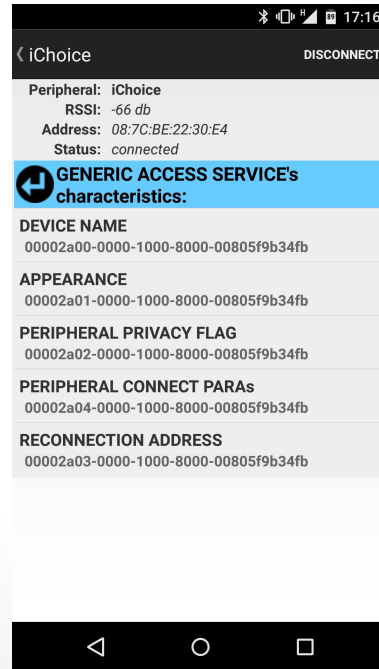 H 89 17:16
iChoice DISCONNECT
Peripheral: iChoice
RSSI: -66 db
Address: 08:7C:BE:22:30:E4
Status: connected
GENERIC ACCESS SERVICE's
characteristics:
DEVICE NAME
00002a00-0000-1000-8000-00805f9b34fb
APPEARANCE
00002a01-0000-1000-8000-00805f9b34fb
PERIPHERAL PRIVACY FLAG
00002a02-0000-1000-8000-00805f9b34fb
PERIPHERAL CONNECT PARAs
00002a04-0000-1000-8000-00805f9b34fb
RECONNECTION ADDRESS
00002a03-0000-1000-8000-00805f9b34fb